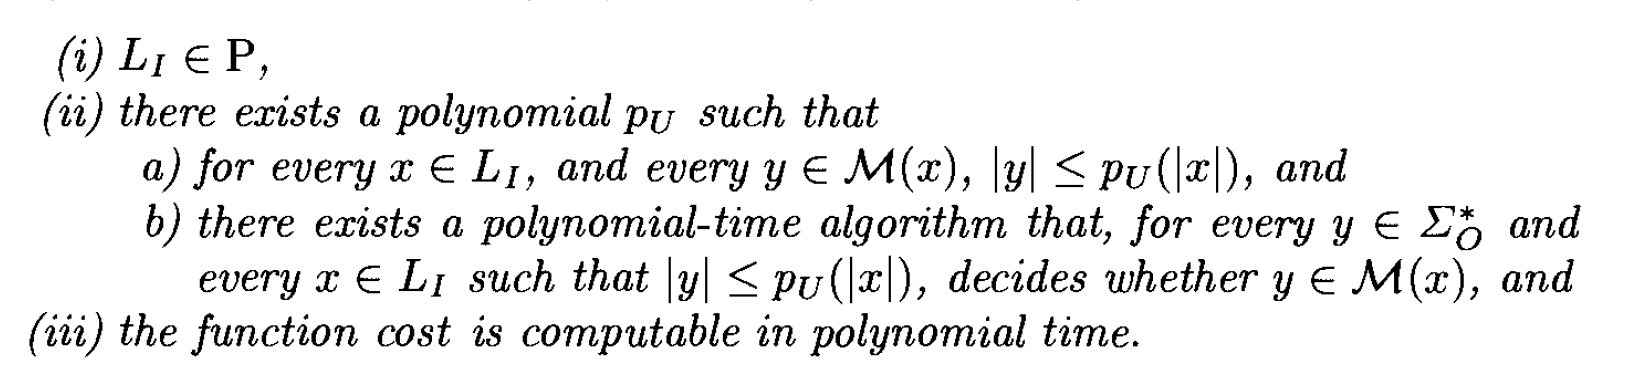 (i) L_I ∈ P,
(ii) there exists a polynomial p_U such that
a) for every x ∈ L_I, and every y ∈ ℳ(x), |y| ≤ p_U(|x|), and
b) there exists a polynomial-time algorithm that, for every y ∈ Σ*_O and
every x ∈ L_I such that |y| ≤ p_U(|x|), decides whether y ∈ ℳ(x), and
(iii) the function cost is computable in polynomial time.